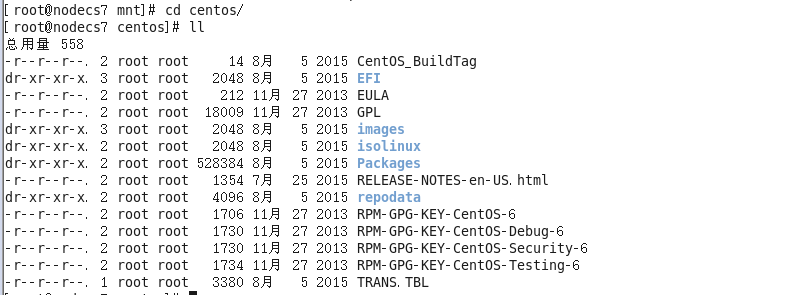 [root@nodecs7 mnt]# cd centos/
[root@nodecs7 centos]# ll
总用量 558
-r--r--r--. 2 root root     14 8月   5 2015 CentOS_BuildTag
dr-xr-xr-x. 3 root root   2048 8月   5 2015 EFI
-r--r--r--. 2 root root    212 11月 27 2013 EULA
-r--r--r--. 2 root root  18009 11月 27 2013 GPL
dr-xr-xr-x. 3 root root   2048 8月   5 2015 images
dr-xr-xr-x. 2 root root   2048 8月   5 2015 isolinux
dr-xr-xr-x. 2 root root 528384 8月   5 2015 Packages
-r--r--r--. 2 root root   1354 7月  25 2015 RELEASE-NOTES-en-US.html
dr-xr-xr-x. 2 root root   4096 8月   5 2015 repodata
-r--r--r--. 2 root root   1706 11月 27 2013 RPM-GPG-KEY-CentOS-6
-r--r--r--. 2 root root   1730 11月 27 2013 RPM-GPG-KEY-CentOS-Debug-6
-r--r--r--. 2 root root   1730 11月 27 2013 RPM-GPG-KEY-CentOS-Security-6
-r--r--r--. 2 root root   1734 11月 27 2013 RPM-GPG-KEY-CentOS-Testing-6
-r--r--r--. 1 root root   3380 8月   5 2015 TRANS.TBL